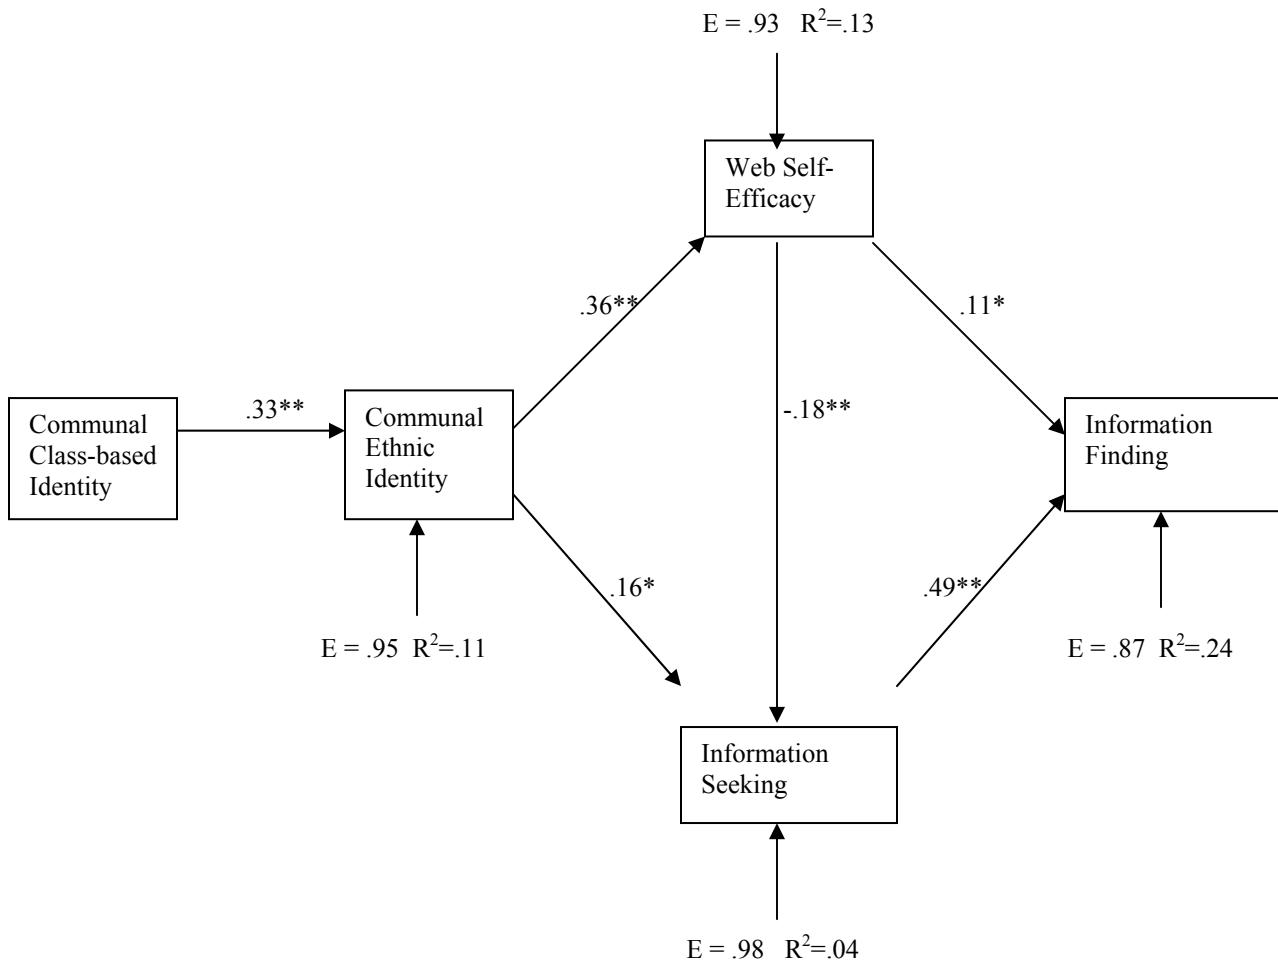 E = .93 R²=.13
Web Self-
Efficacy
.36**
.11*
Communal
Class-based
Identity
.33**
Communal
Ethnic
Identity
-.18**
Information
Finding
.16*
.49**
E = .95 R²=.11
E = .87 R²=.24
Information
Seeking
E = .98 R²=.04